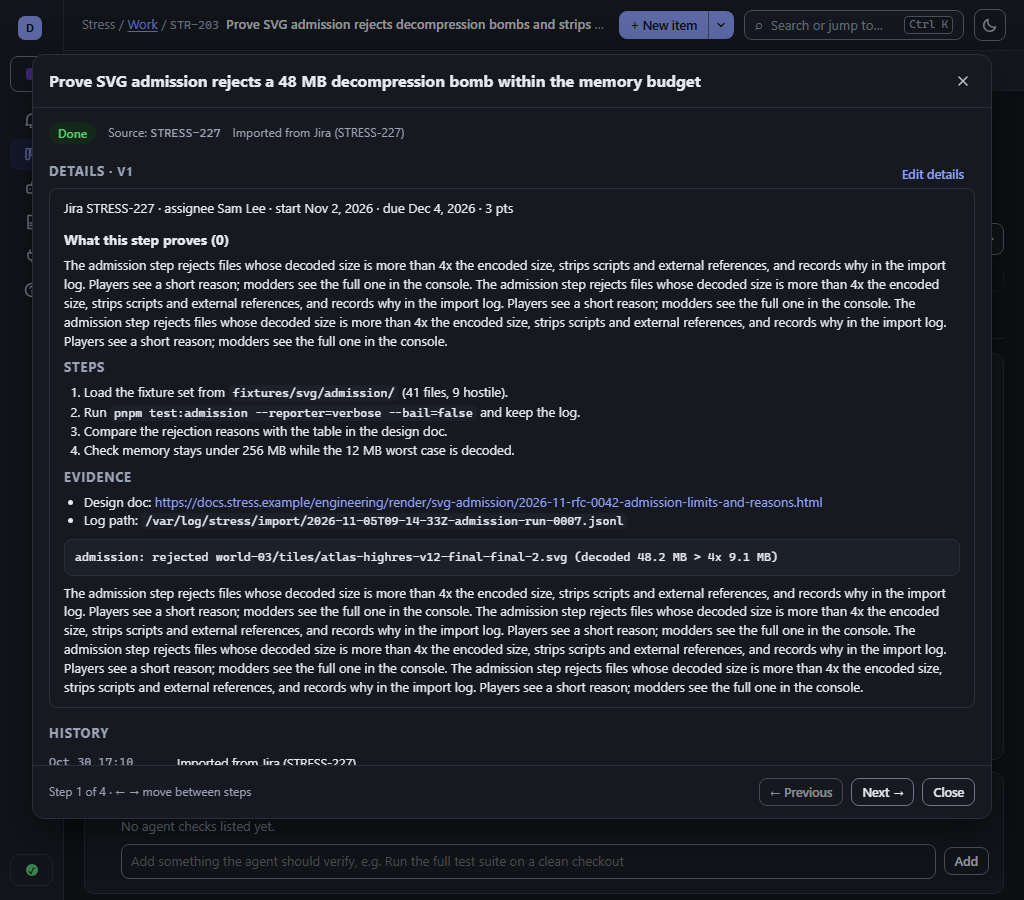 D
Stress / Work / STR-203 Prove SVG admission rejects decompression bombs and strips ...
+ New item
Search or jump to...
Ctrl K
Prove SVG admission rejects a 48 MB decompression bomb within the memory budget
×
Done
Source: STRESS-227
Imported from Jira (STRESS-227)
DETAILS · V1
Edit details
Jira STRESS-227 · assignee Sam Lee · start Nov 2, 2026 · due Dec 4, 2026 · 3 pts
What this step proves (0)
The admission step rejects files whose decoded size is more than 4x the encoded size, strips scripts and external references, and records why in the import
log. Players see a short reason; modders see the full one in the console. The admission step rejects files whose decoded size is more than 4x the encoded
size, strips scripts and external references, and records why in the import log. Players see a short reason; modders see the full one in the console. The
admission step rejects files whose decoded size is more than 4x the encoded size, strips scripts and external references, and records why in the import log.
Players see a short reason; modders see the full one in the console.
STEPS
1. Load the fixture set from fixtures/svg/admission/ (41 files, 9 hostile).
2. Run pnpm test:admission --reporter=verbose --bail=false and keep the log.
3. Compare the rejection reasons with the table in the design doc.
4. Check memory stays under 256 MB while the 12 MB worst case is decoded.
EVIDENCE
• Design doc: https://docs.stress.example/engineering/render/svg-admission/2026-11-rfc-0042-admission-limits-and-reasons.html
• Log path: /var/log/stress/import/2026-11-05T09-14-33Z-admission-run-0007.jsonl
admission: rejected world-03/tiles/atlas-highres-v12-final-final-2.svg (decoded 48.2 MB > 4x 9.1 MB)
The admission step rejects files whose decoded size is more than 4x the encoded size, strips scripts and external references, and records why in the import
log. Players see a short reason; modders see the full one in the console. The admission step rejects files whose decoded size is more than 4x the encoded
size, strips scripts and external references, and records why in the import log. Players see a short reason; modders see the full one in the console. The
admission step rejects files whose decoded size is more than 4x the encoded size, strips scripts and external references, and records why in the import log.
Players see a short reason; modders see the full one in the console. The admission step rejects files whose decoded size is more than 4x the encoded size,
strips scripts and external references, and records why in the import log. Players see a short reason; modders see the full one in the console.
HISTORY
Oct 30 17:10 Imported from Jira (STRESS-227)
Step 1 of 4 · ← → move between steps
← Previous
Next →
Close
No agent checks listed yet.
Add something the agent should verify, e.g. Run the full test suite on a clean checkout
Add